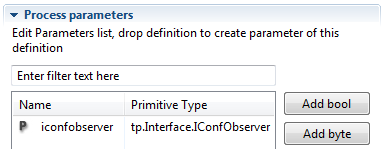 Process parameters
Edit Parameters list, drop definition to create parameter of this
definition
Enter filter text here
Name Primitive Type Add bool
P iconfobserver tp.Interface.IConfObserver Add byte